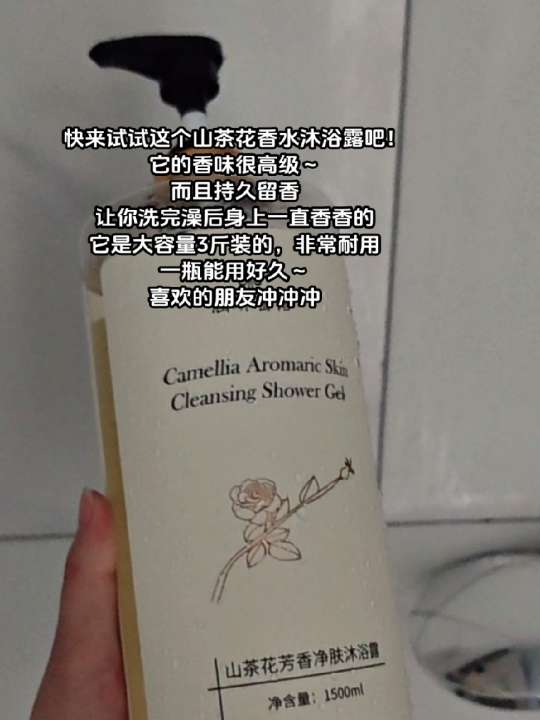 快来试试这个山茶花香水沐浴露吧！
它的香味很高级～
而且持久留香
让你洗完澡后身上一直香香的
它是大容量3斤装的，非常耐用
一瓶能用好久～
喜欢的朋友冲冲冲
Camellia Aromaric Skin
Cleansing Shower Gel
山茶花芳香净肤沐浴露
净含量：1500ml